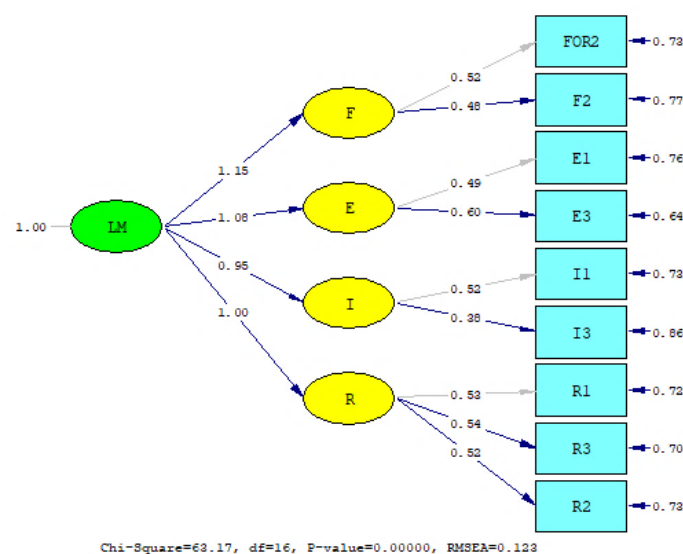 FOR2
0.73
0.52
F
0.48
F2
0.77
1.15
E1
0.76
0.49
1.00
LM
1.08
E
0.60
E3
0.64
0.95
I1
0.73
0.52
1.00
I
0.38
I3
0.86
0.53
R1
0.72
R
0.54
R3
0.70
0.52
R2
0.73
Chi-Square=63.17, df=16, P-value=0.00000, RMSEA=0.123